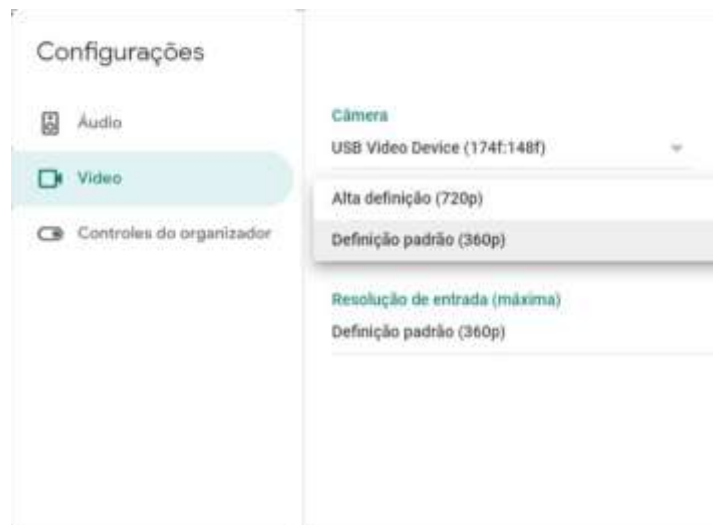 Configurações
Áudio
Vídeo
Controles do organizador
Câmera
USB Video Device (174f:148f)
Alta definição (720p)
Definição padrão (360p)
Resolução de entrada (máxima)
Definição padrão (360p)